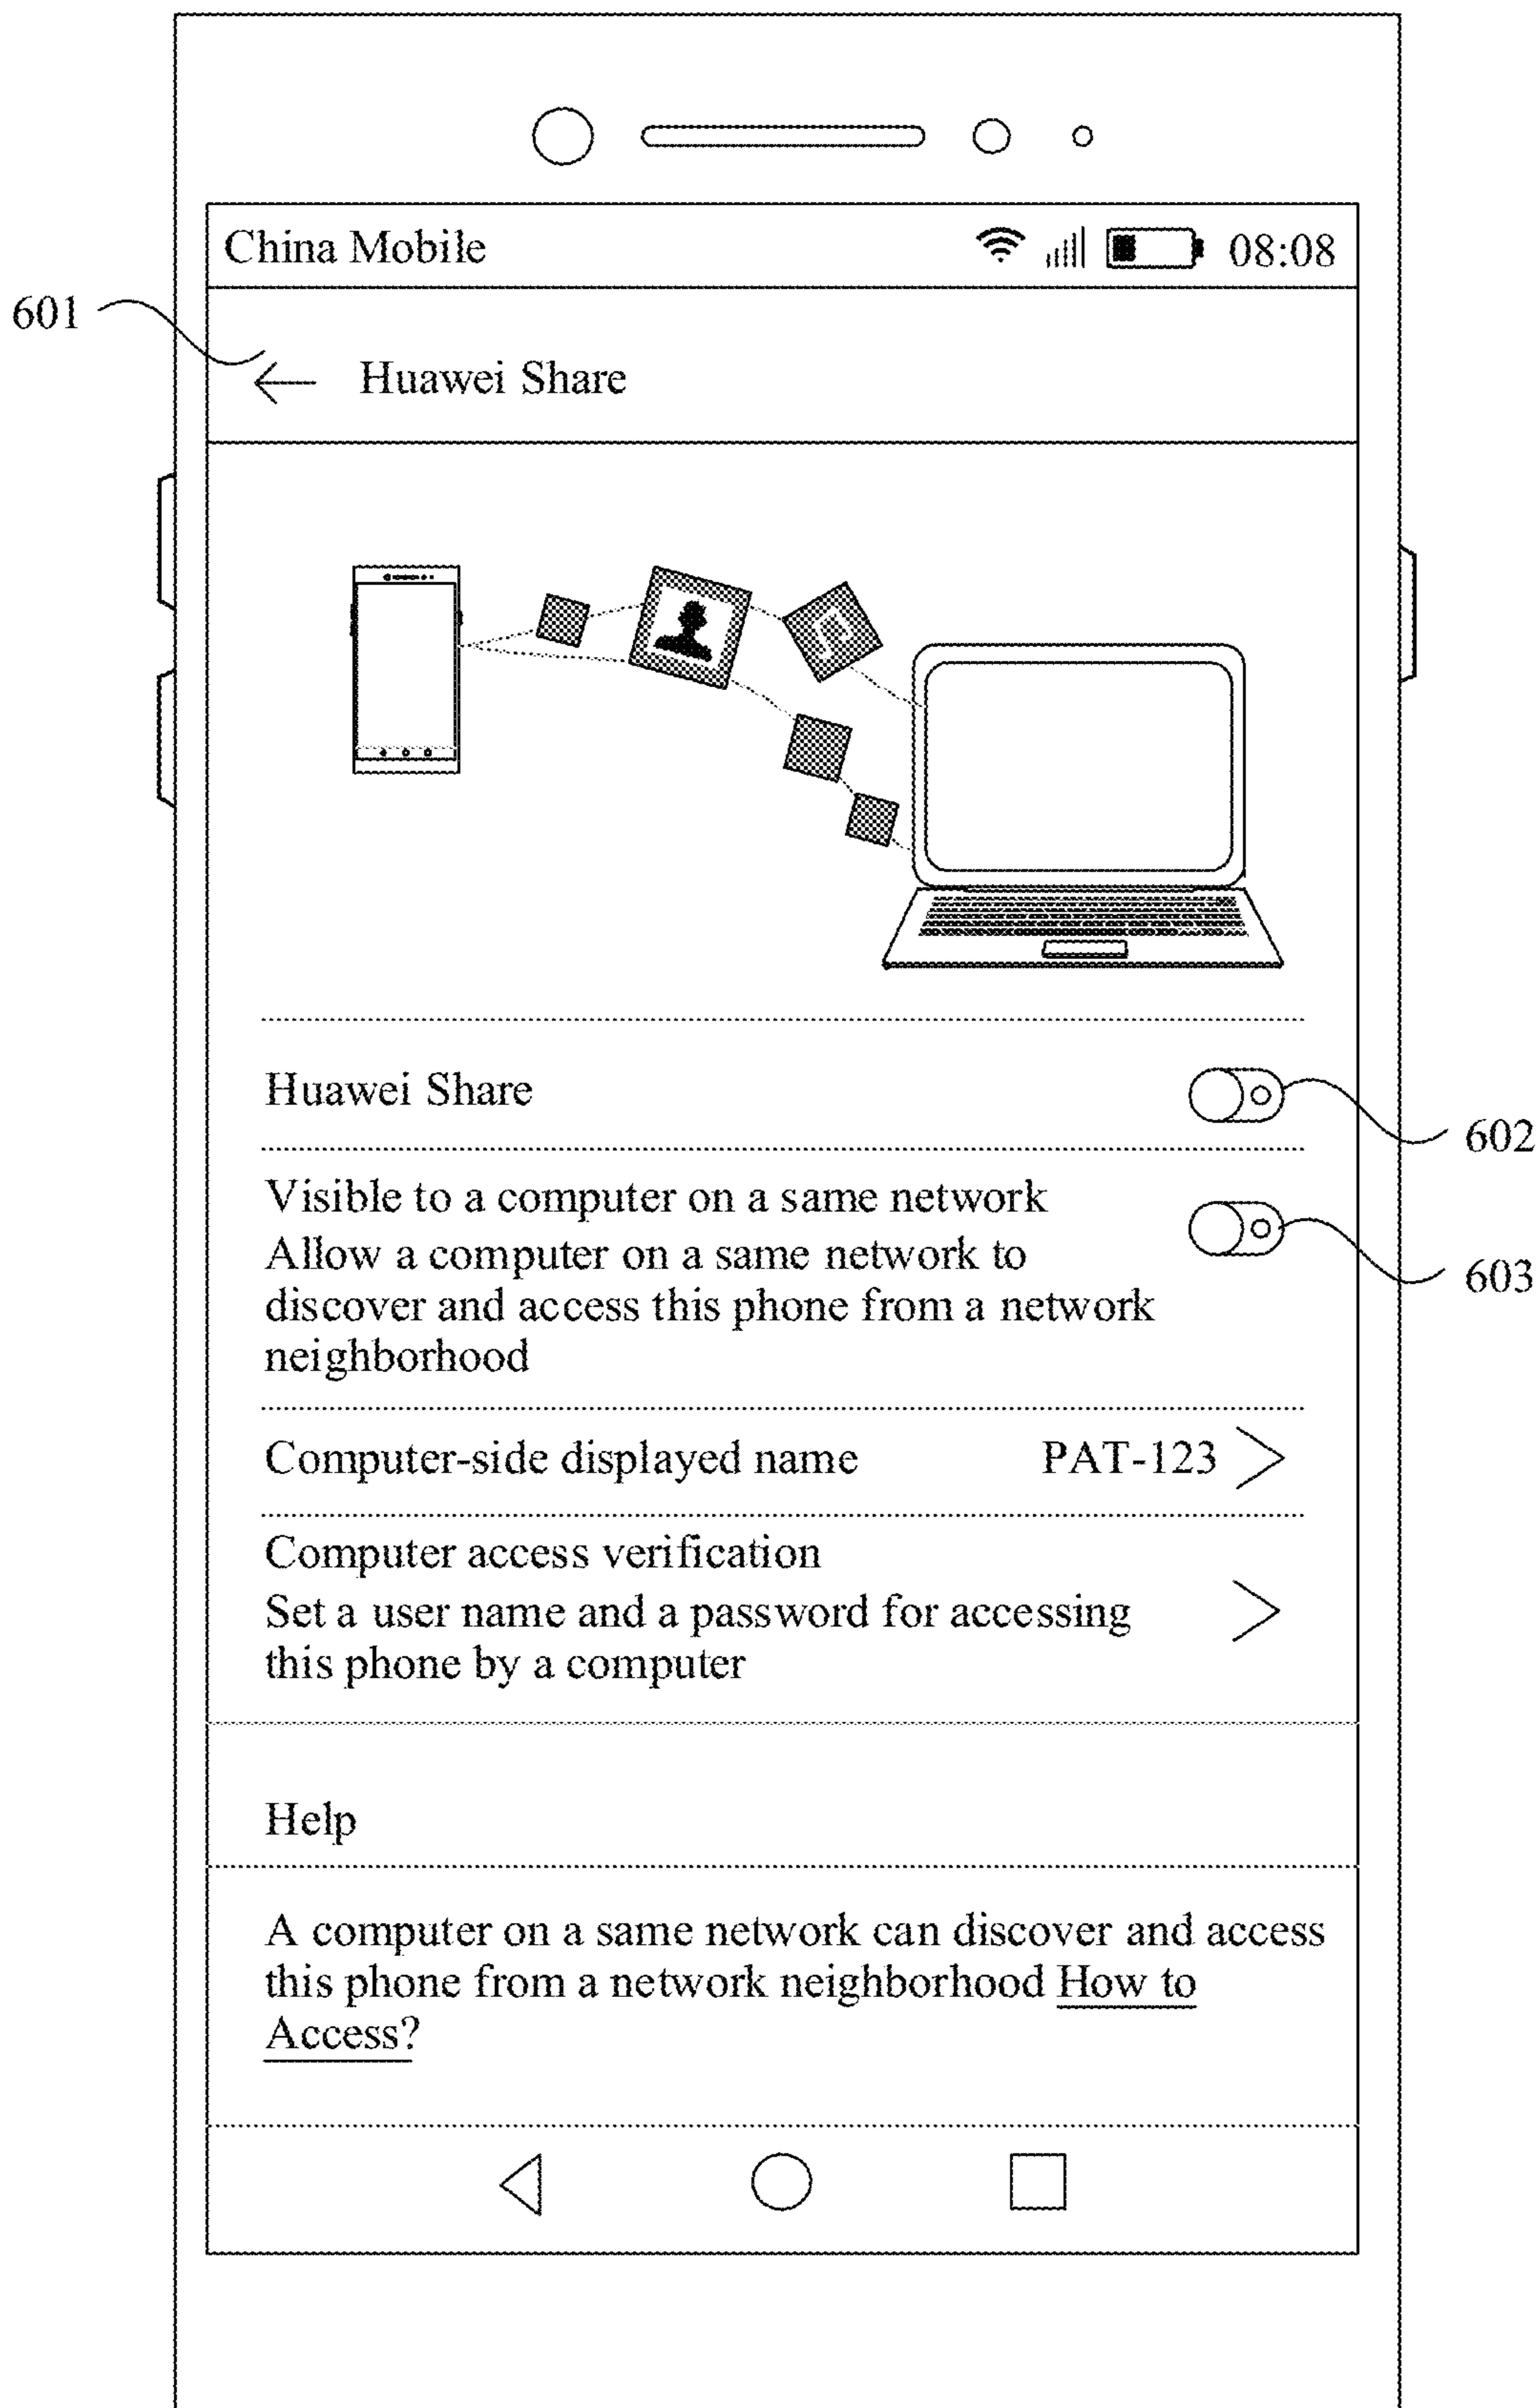 China Mobile 08:08
601
Huawei Share
Huawei Share
602
Visible to a computer on a same network
Allow a computer on a same network to
discover and access this phone from a network
neighborhood
603
Computer-side displayed name PAT-123
Computer access verification
Set a user name and a password for accessing
this phone by a computer
Help
A computer on a same network can discover and access
this phone from a network neighborhood How to
Access?